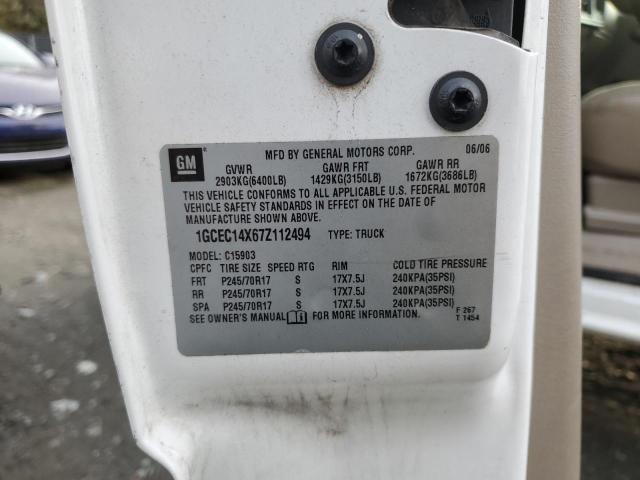 GM MFD BY GENERAL MOTORS CORP. 06/06
GVWR GAWR FRT GAWR RR
2903KG(6400LB) 1429KG(3150LB) 1672KG(3686LB)
THIS VEHICLE CONFORMS TO ALL APPLICABLE U.S. FEDERAL MOTOR
VEHICLE SAFETY STANDARDS IN EFFECT ON THE DATE OF
MANUFACTURE SHOWN ABOVE.
1GCEC14X67Z112494 TYPE: TRUCK
MODEL: C15903
CPFC TIRE SIZE SPEED RTG RIM COLD TIRE PRESSURE
FRT P245/70R17 S 17X7.5J 240KPA(35PSI)
RR P245/70R17 S 17X7.5J 240KPA(35PSI)
SPA P245/70R17 S 17X7.5J 240KPA(35PSI)
SEE OWNER'S MANUAL FOR MORE INFORMATION. F 267
T 1454